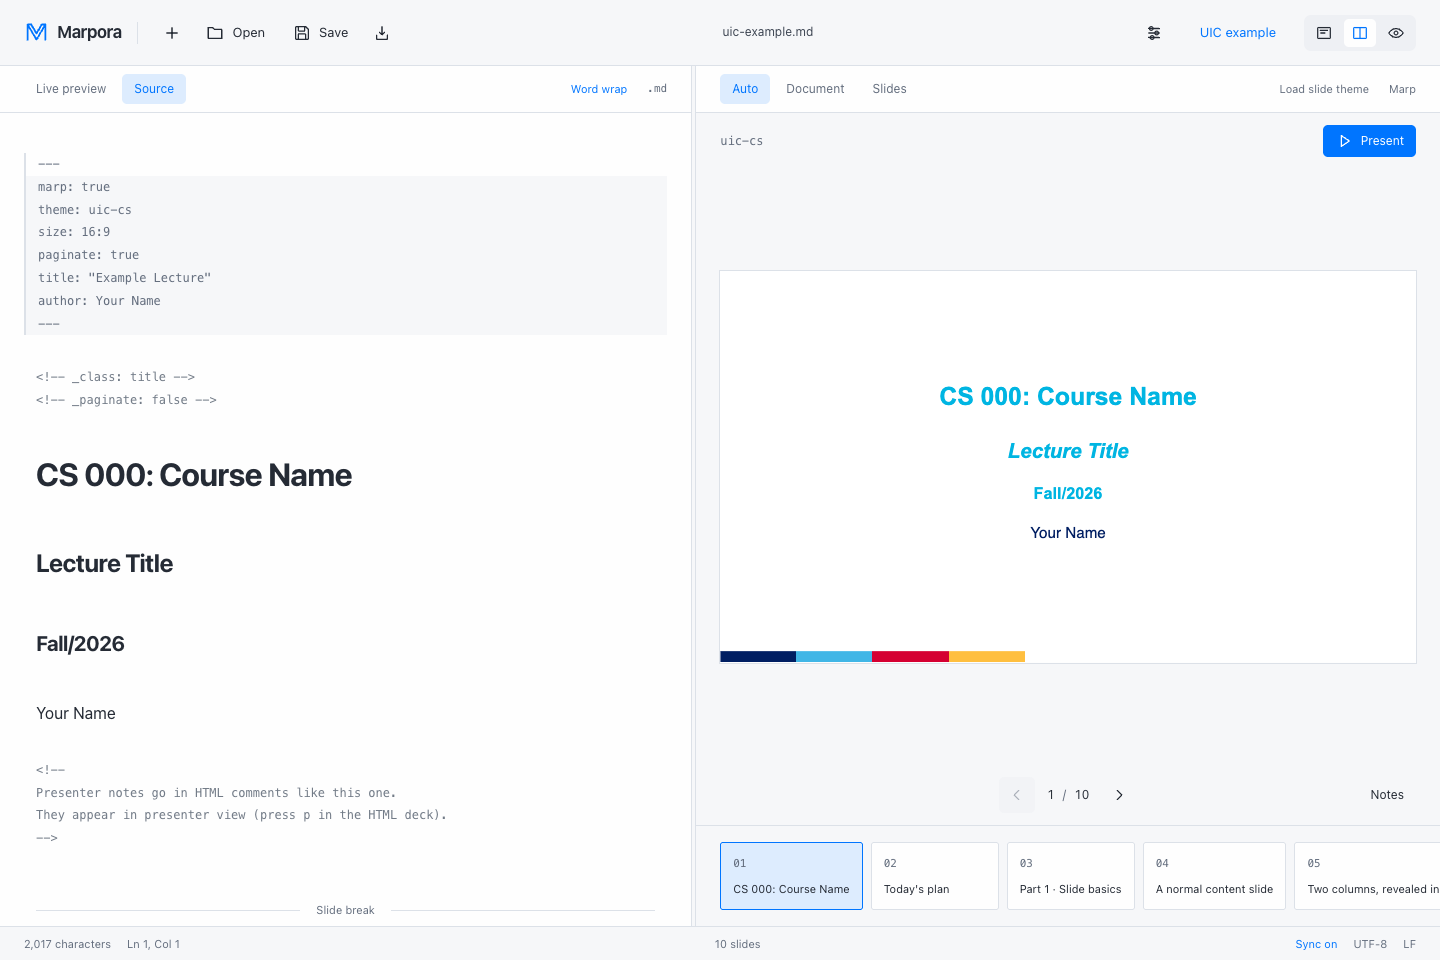 Marpora
Open
Save
uic-example.md
UIC example
Live preview
Source
Word wrap
.md
---
marp: true
theme: uic-cs
size: 16:9
paginate: true
title: "Example Lecture"
author: Your Name
---
<!-- _class: title -->
<!-- _paginate: false -->
CS 000: Course Name
Lecture Title
Fall/2026
Your Name
<!--
Presenter notes go in HTML comments like this one.
They appear in presenter view (press p in the HTML deck).
-->
Slide break
Auto
Document
Slides
Load slide theme
Marp
uic-cs
Present
CS 000: Course Name
Lecture Title
Fall/2026
Your Name
1 / 10
Notes
01
CS 000: Course Name
02
Today's plan
03
Part 1 · Slide basics
04
A normal content slide
05
Two columns, revealed in
2,017 characters
Ln 1, Col 1
10 slides
Sync on
UTF-8
LF